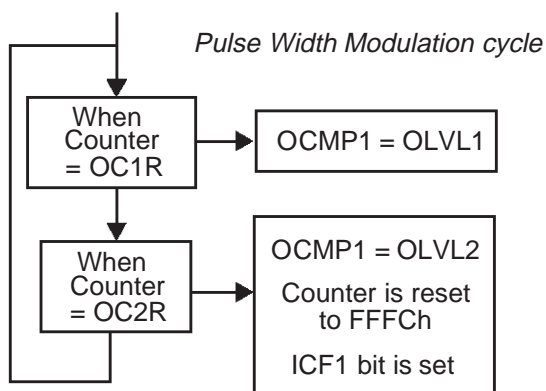 Pulse Width Modulation cycle
When
Counter
= OC1R
OCMP1 = OLVL1
When
Counter
= OC2R
OCMP1 = OLVL2
Counter is reset
to FFFCh
ICF1 bit is set